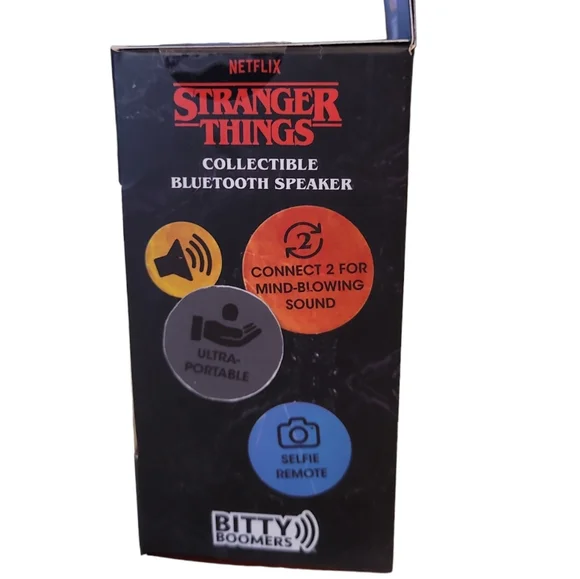 NETFLIX
STRANGER
THINGS
COLLECTIBLE
BLUETOOTH SPEAKER
2
CONNECT 2 FOR
MIND-BLOWING
SOUND
ULTRA-
PORTABLE
SELFIE
REMOTE
BITTY
BOOMERS